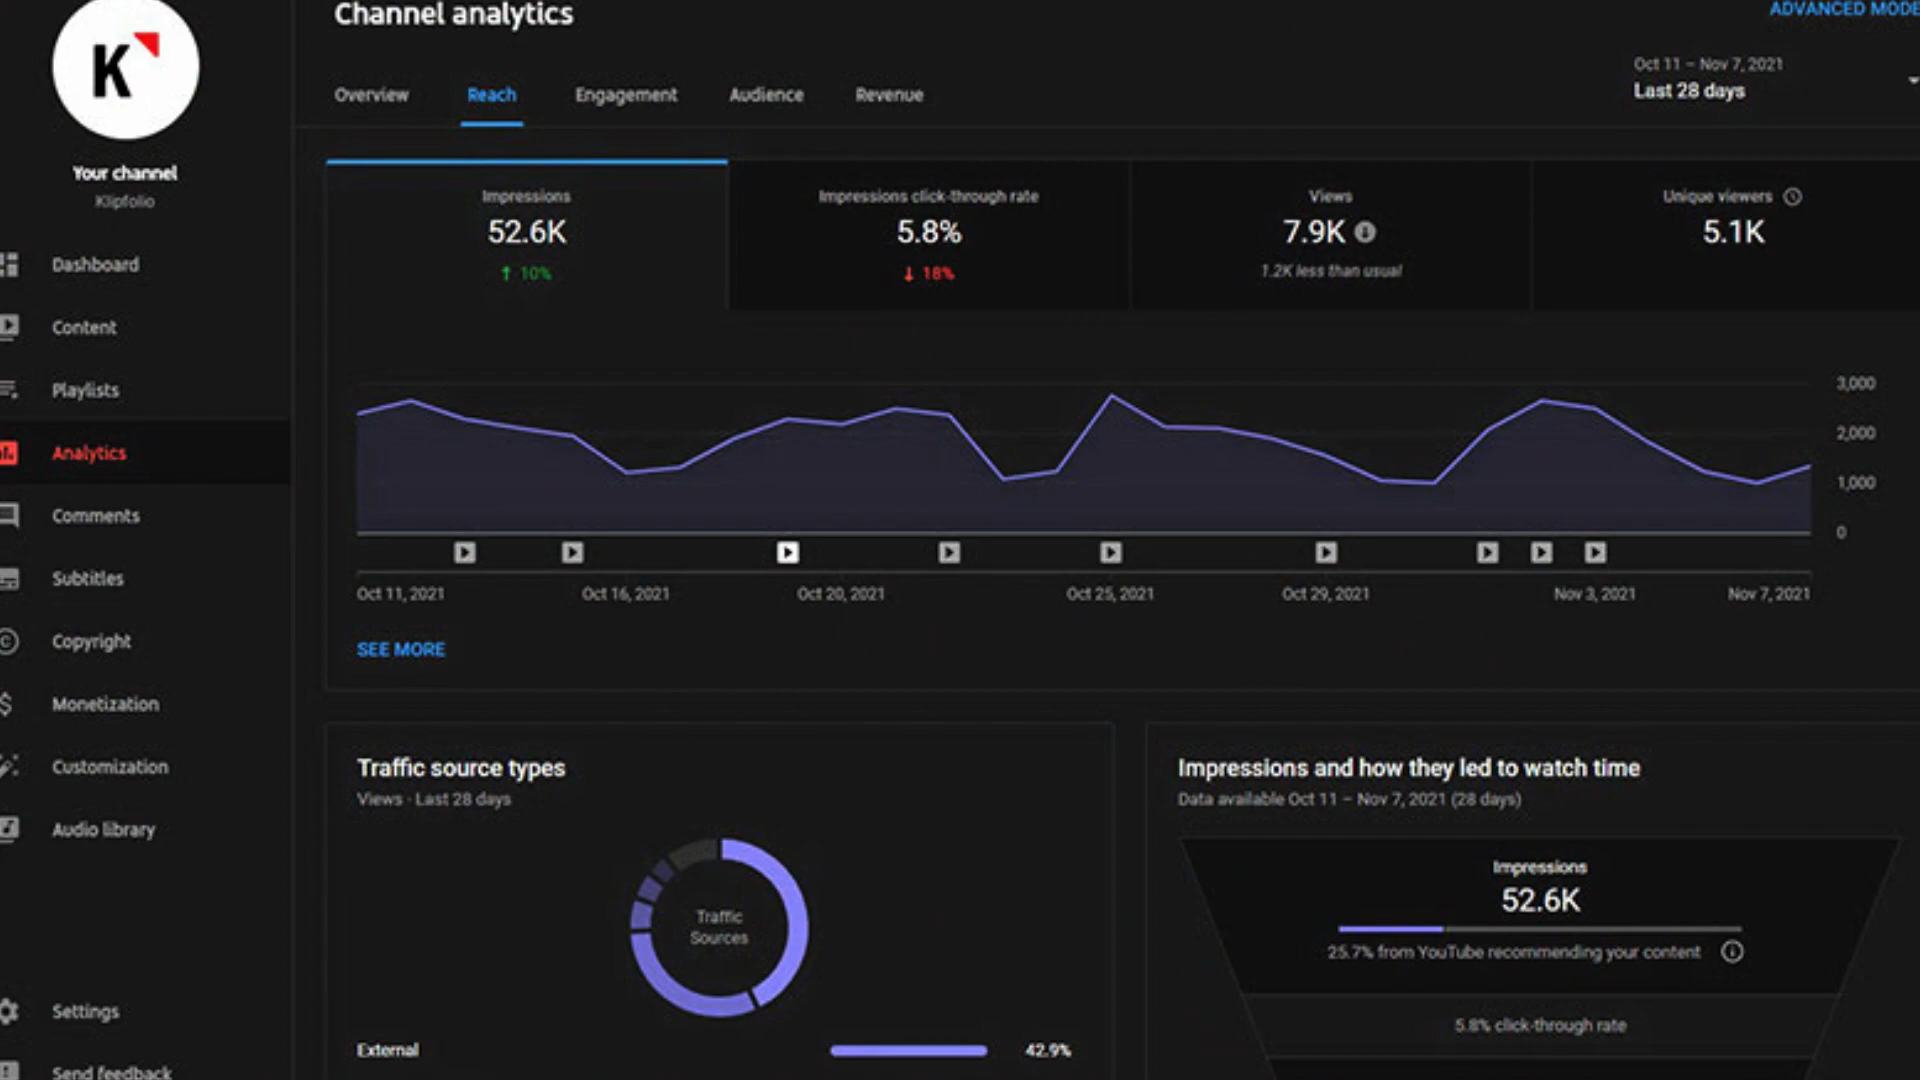 Channel analytics
ADVANCED MODE
K
Your channel
Klipfolio
Overview
Reach
Engagement
Audience
Revenue
Oct 11 – Nov 7, 2021
Last 28 days
Dashboard
Content
Playlists
Analytics
Comments
Subtitles
Copyright
Monetization
Customization
Audio library
Settings
Send feedback
Impressions
52.6K
↑ 10%
Impressions click-through rate
5.8%
↓ 18%
Views
7.9K
1.2K less than usual
Unique viewers
5.1K
3,000
2,000
1,000
0
Oct 11, 2021
Oct 16, 2021
Oct 20, 2021
Oct 25, 2021
Oct 29, 2021
Nov 3, 2021
Nov 7, 2021
SEE MORE
Traffic source types
Views · Last 28 days
Traffic
Sources
External
42.9%
Impressions and how they led to watch time
Data available Oct 11 – Nov 7, 2021 (28 days)
Impressions
52.6K
25.7% from YouTube recommending your content
5.8% click-through rate